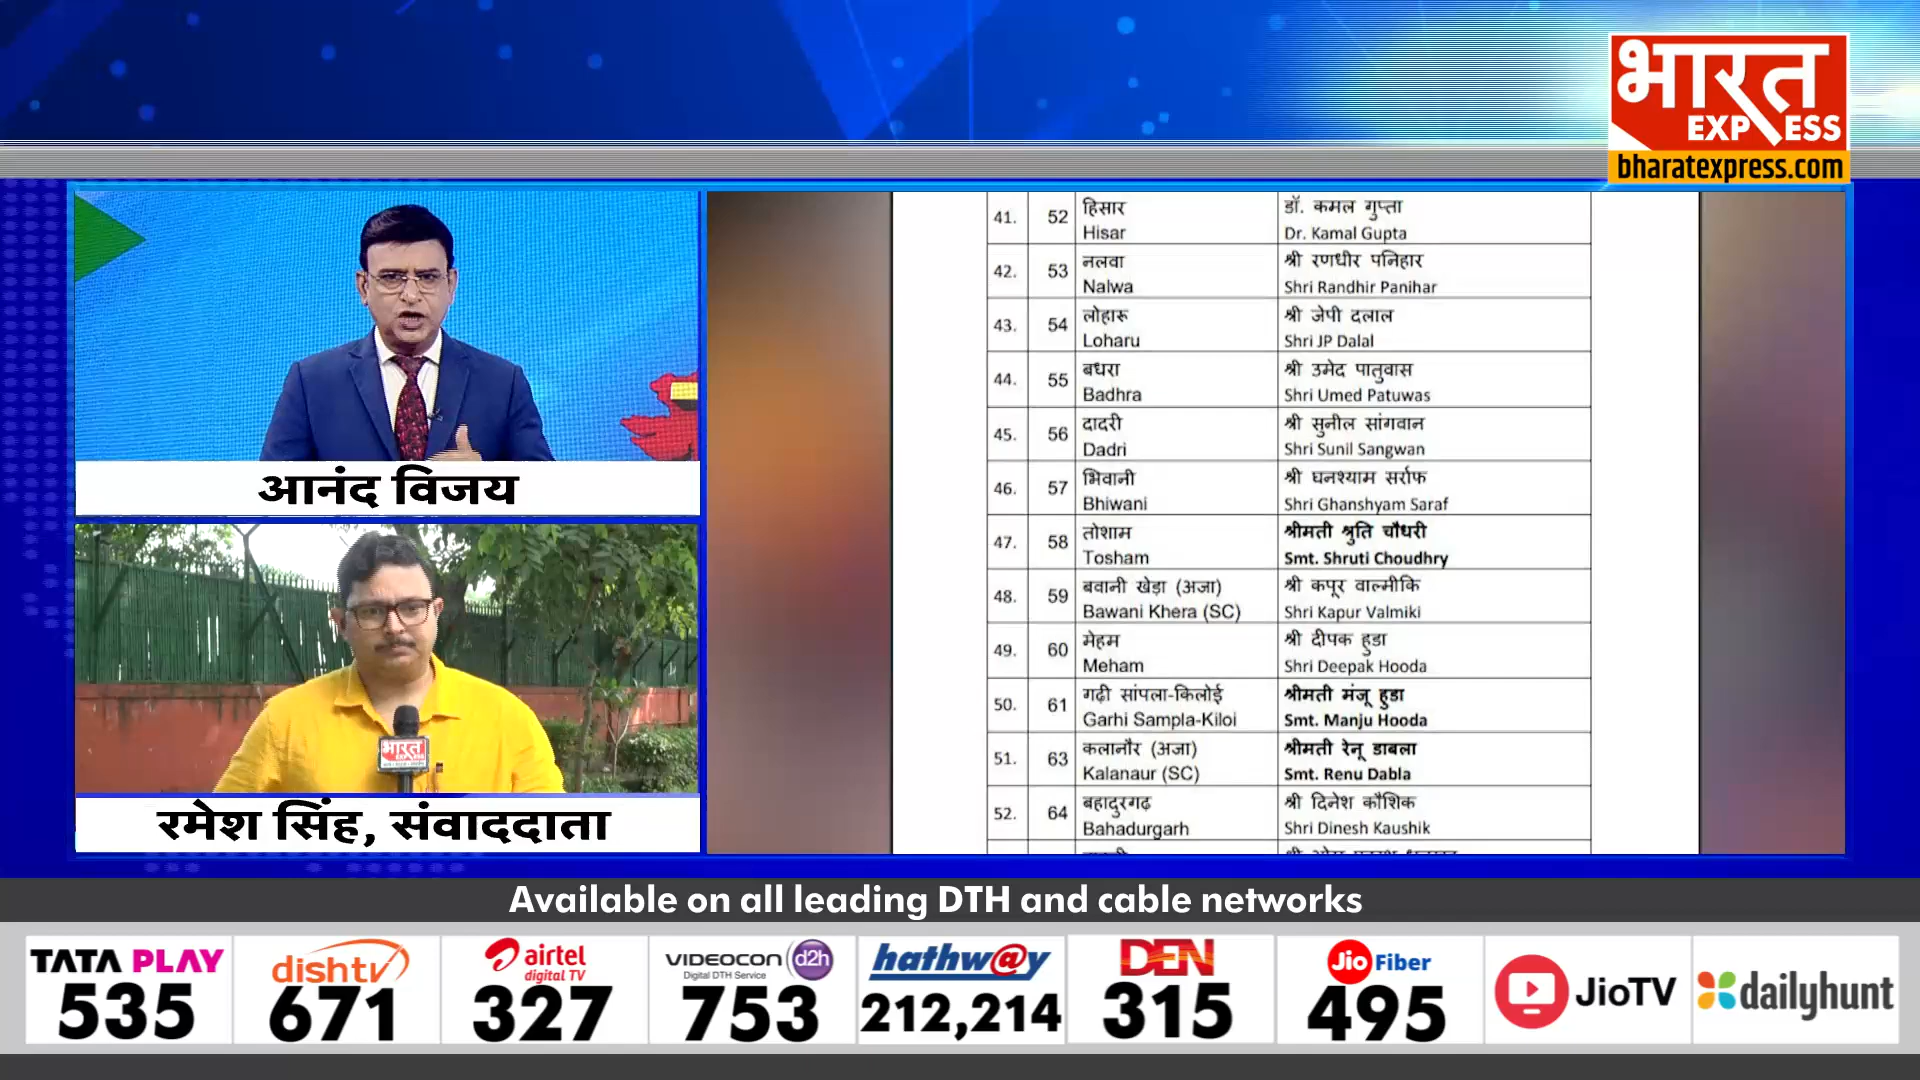 भारत
EXPRESS
bharatexpress.com
आनंद विजय
भारत
EXPRESS
रमेश सिंह, संवाददाता
41. 52 हिसार डॉ. कमल गुप्ता
Hisar Dr. Kamal Gupta
42. 53 नलवा श्री रणधीर पनिहार
Nalwa Shri Randhir Panihar
43. 54 लोहारू श्री जेपी दलाल
Loharu Shri JP Dalal
44. 55 बधरा श्री उमेद पातुवास
Badhra Shri Umed Patuwas
45. 56 दादरी श्री सुनील सांगवान
Dadri Shri Sunil Sangwan
46. 57 भिवानी श्री घनश्याम सर्राफ
Bhiwani Shri Ghanshyam Saraf
47. 58 तोशाम श्रीमती श्रुति चौधरी
Tosham Smt. Shruti Choudhry
48. 59 बवानी खेड़ा (अजा) श्री कपूर वाल्मीकि
Bawani Khera (SC) Shri Kapur Valmiki
49. 60 मेहम श्री दीपक हुडा
Meham Shri Deepak Hooda
50. 61 गढ़ी सांपला-किलोई श्रीमती मंजू हुडा
Garhi Sampla-Kiloi Smt. Manju Hooda
51. 63 कलानौर (अजा) श्रीमती रेनू डाबला
Kalanaur (SC) Smt. Renu Dabla
52. 64 बहादुरगढ़ श्री दिनेश कौशिक
Bahadurgarh Shri Dinesh Kaushik
Available on all leading DTH and cable networks
TATA PLAY
535
dishtv
671
airtel
digital TV
327
VIDEOCON d2h
Digital DTH Service
753
hathway
212,214
DEN
315
Jio Fiber
495
JioTV
dailyhunt